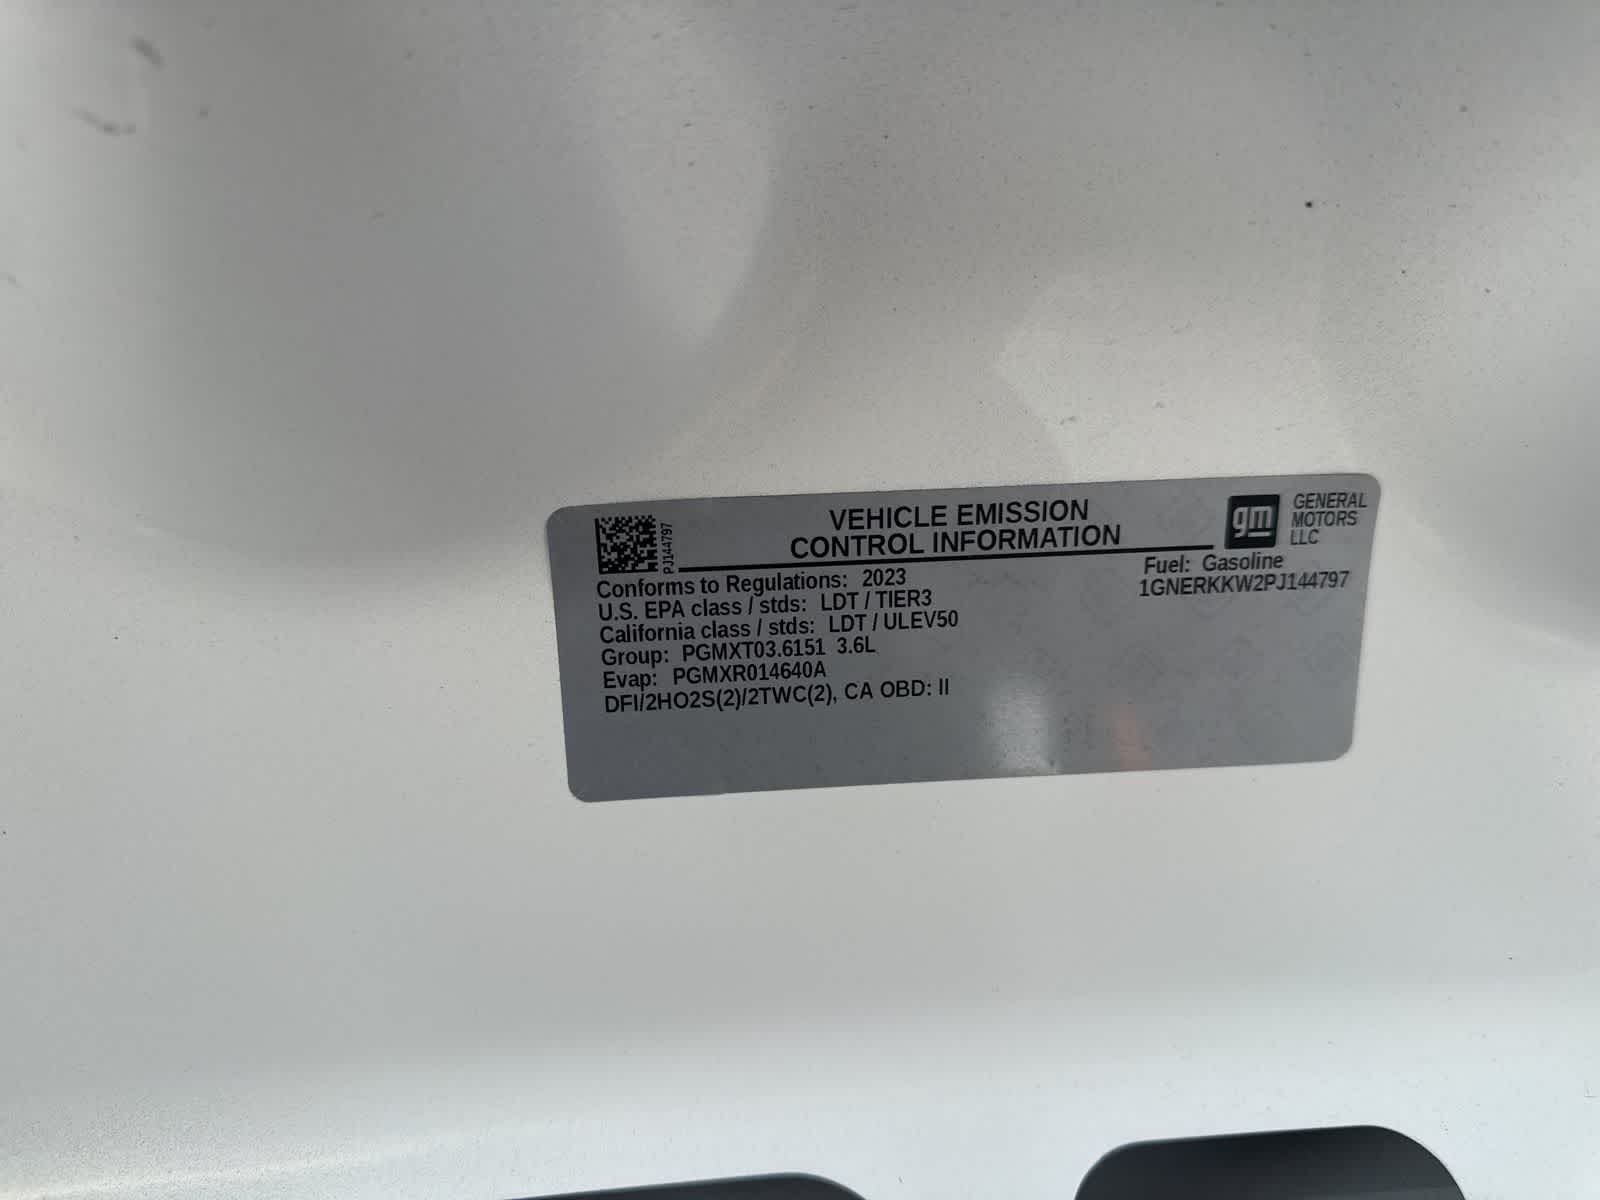 PJ144797
VEHICLE EMISSION
CONTROL INFORMATION
gm
GENERAL
MOTORS
LLC
Conforms to Regulations: 2023
U.S. EPA class / stds: LDT / TIER3
California class / stds: LDT / ULEV50
Group: PGMXT03.6151 3.6L
Evap: PGMXR014640A
DFI/2HO2S(2)/2TWC(2), CA OBD: II
Fuel: Gasoline
1GNERKKW2PJ144797